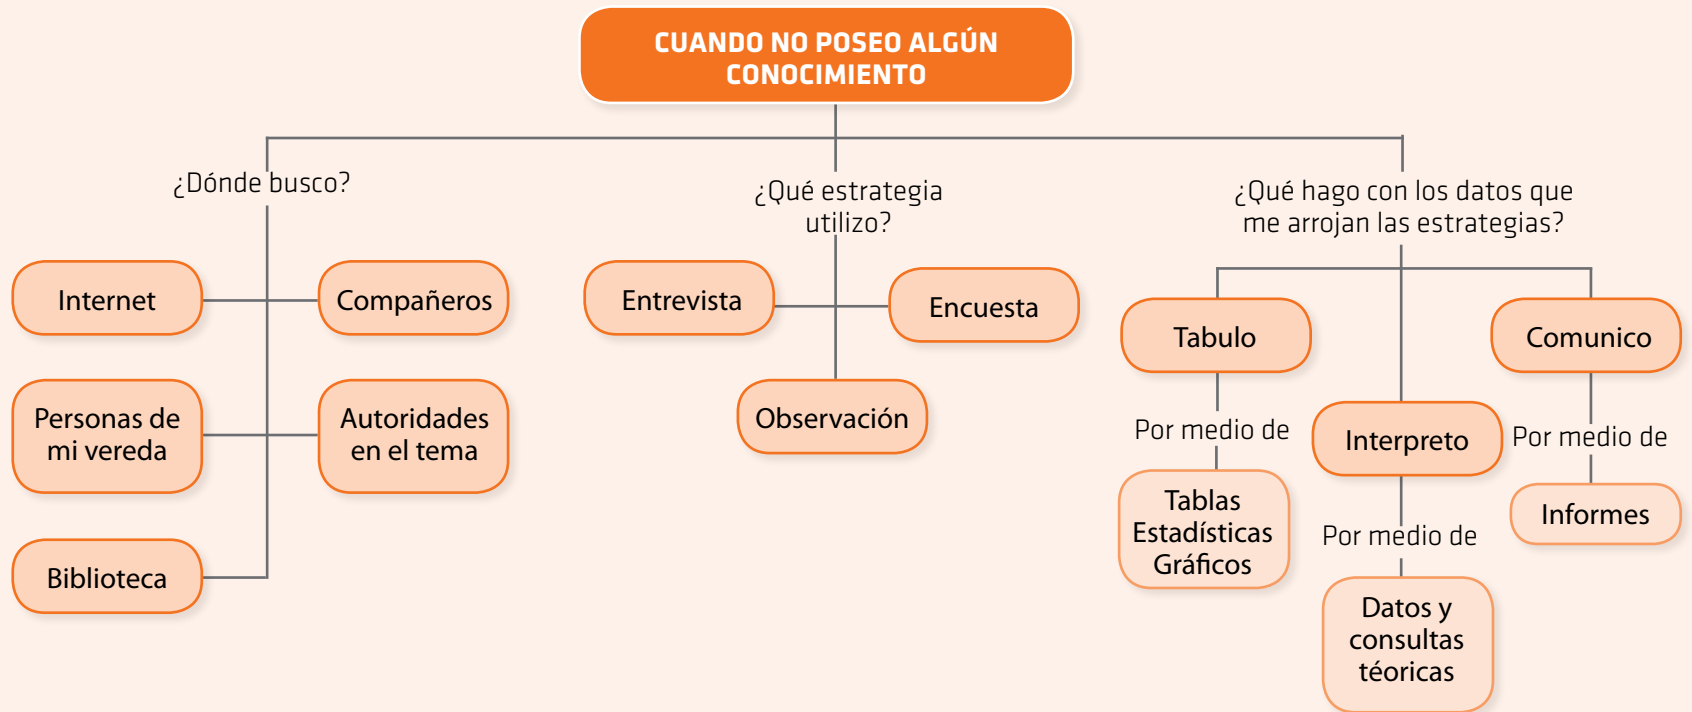 CUANDO NO POSEO ALGÚN
CONOCIMIENTO
¿Dónde busco?
Internet
Compañeros
Personas de
mi vereda
Autoridades
en el tema
Biblioteca
¿Qué estrategia
utilizo?
Entrevista
Encuesta
Observación
¿Qué hago con los datos que
me arrojan las estrategias?
Tabulo
Por medio de
Tablas
Estadísticas
Gráficos
Interpreto
Por medio de
Datos y
consultas
téoricas
Comunico
Por medio de
Informes